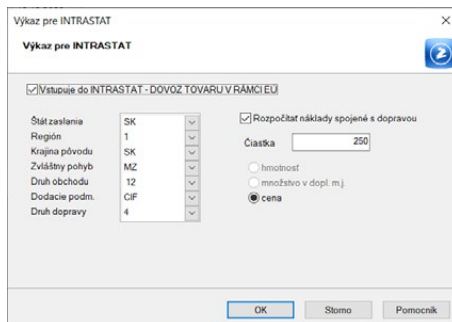 Výkaz pre INTRASTAT
Výkaz pre INTRASTAT
Vstupuje do INTRASTAT - DOVOZ TOVARU V RÁMCI EÚ
Štát zaslania SK
Región 1
Krajina pôvodu SK
Zvláštny pohyb MZ
Druh obchodu 12
Dodacie podm. CIF
Druh dopravy 4
Rozpočítať náklady spojené s dopravou
Čiastka 250
hmotnosť
množstvo v dopl. m.j.
cena
OK Storno Pomocník